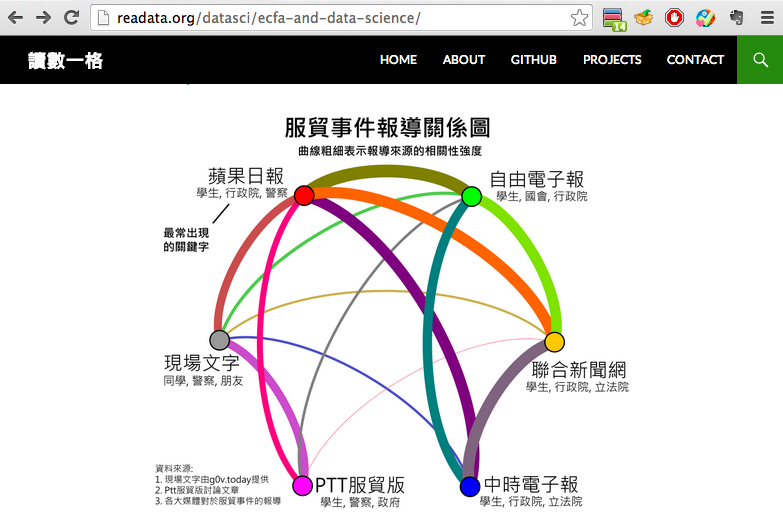 readata.org/datasci/ecfa-and-data-science/
14
讀數一格
HOME ABOUT GITHUB PROJECTS CONTACT
服貿事件報導關係圖
曲線粗細表示報導來源的相關性強度
蘋果日報
學生, 行政院, 警察
自由電子報
學生, 國會, 行政院
最常出現
的關鍵字
現場文字
同學, 警察, 朋友
聯合新聞網
學生, 行政院, 立法院
資料來源:
1. 現場文字由g0v.today提供
2. Ptt服貿版討論文章
3. 各大媒體對於服貿事件的報導
PTT服貿版
學生, 警察, 政府
中時電子報
學生, 行政院, 立法院